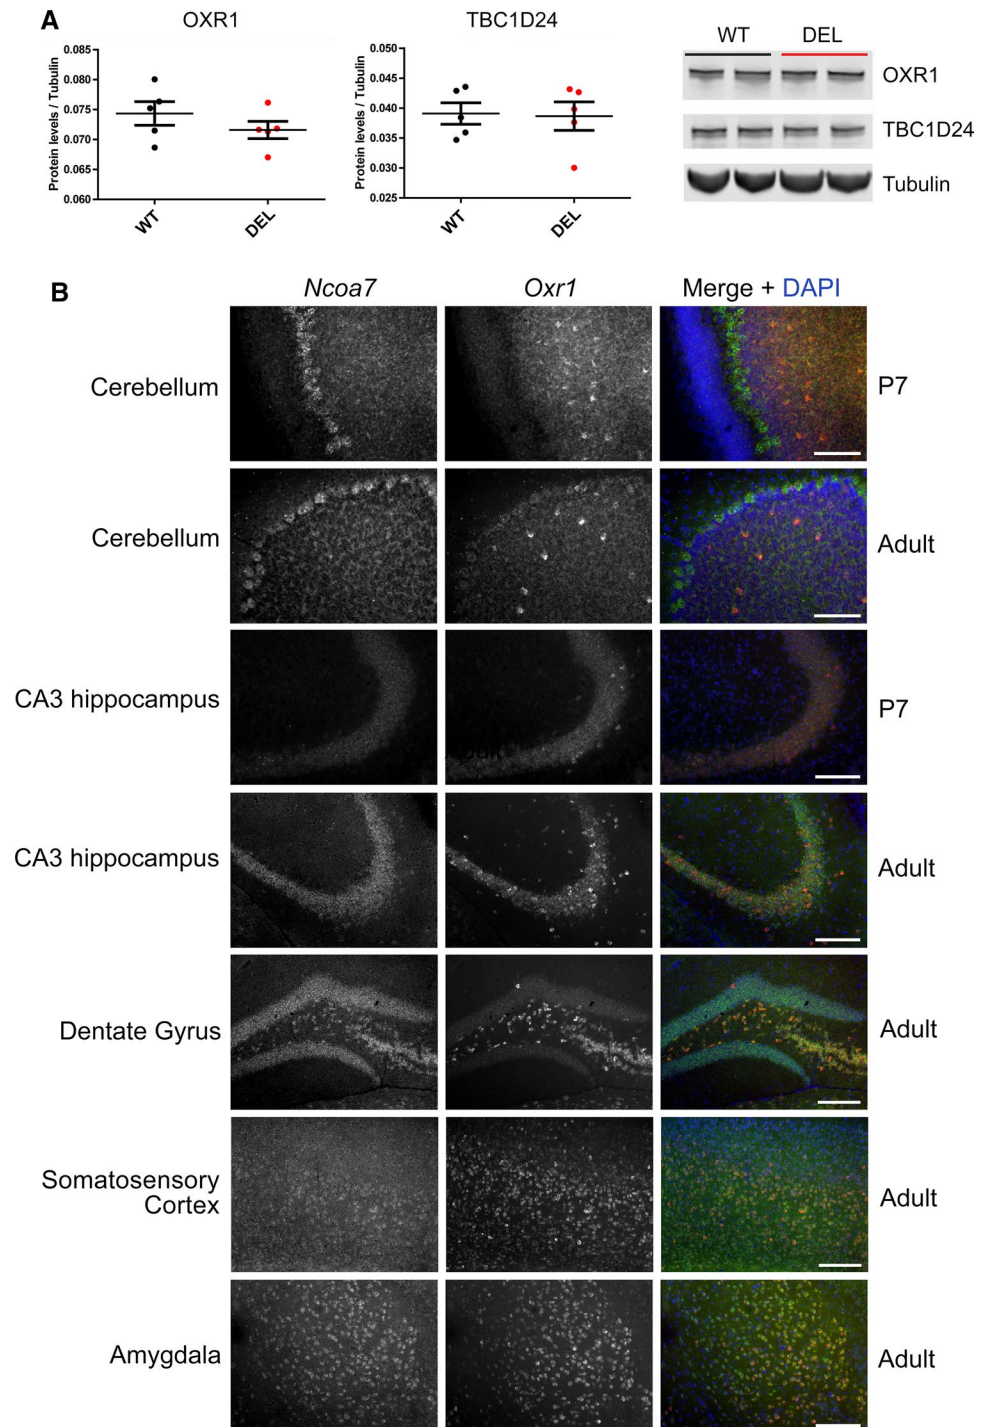 A
OXR1
Protein levels / Tubulin
0.085
0.080
0.075
0.070
0.065
0.060
WT
DEL
TBC1D24
Protein levels / Tubulin
0.050
0.045
0.040
0.035
0.030
0.025
WT
DEL
WT DEL
OXR1
TBC1D24
Tubulin
B
Ncoa7 Oxr1 Merge + DAPI
Cerebellum P7
Cerebellum Adult
CA3 hippocampus P7
Adult
CA3 hippocampus Adult
Dentate Gyrus Adult
Somatosensory
Cortex Adult
Amygdala Adult